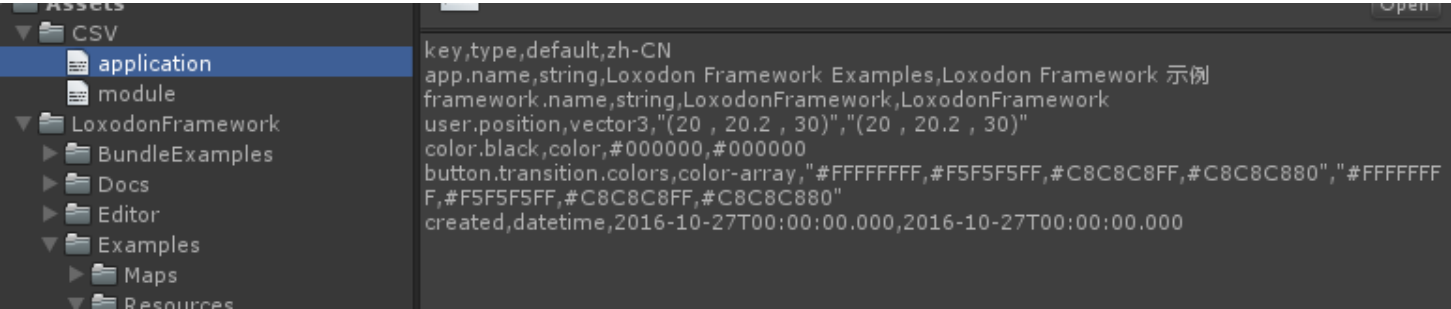 Assets
CSV
application
module
LoxodonFramework
BundleExamples
Docs
Editor
Examples
Maps
Resources
Open
key,type,default,zh-CN
app.name,string,Loxodon Framework Examples,Loxodon Framework 示例
framework.name,string,LoxodonFramework,LoxodonFramework
user.position,vector3,"(20 , 20.2 , 30)","(20 , 20.2 , 30)"
color.black,color,#000000,#000000
button.transition.colors,color-array,"#FFFFFFFF,#F5F5F5FF,#C8C8C8FF,#C8C8C880","#FFFFFFF
F,#F5F5F5FF,#C8C8C8FF,#C8C8C880"
created,datetime,2016-10-27T00:00:00.000,2016-10-27T00:00:00.000